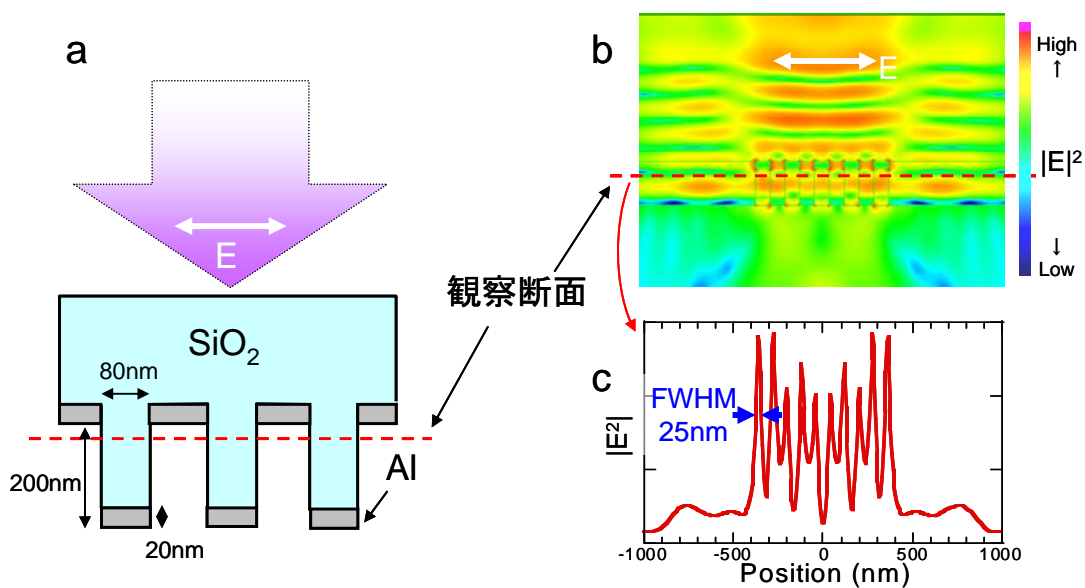 a
E
SiO2
80nm
200nm
20nm
Al
観察断面
b
E
High
↑
|E|2
↓
Low
c
FWHM
25nm
|E2|
-1000 -500 0 500 1000
Position (nm)